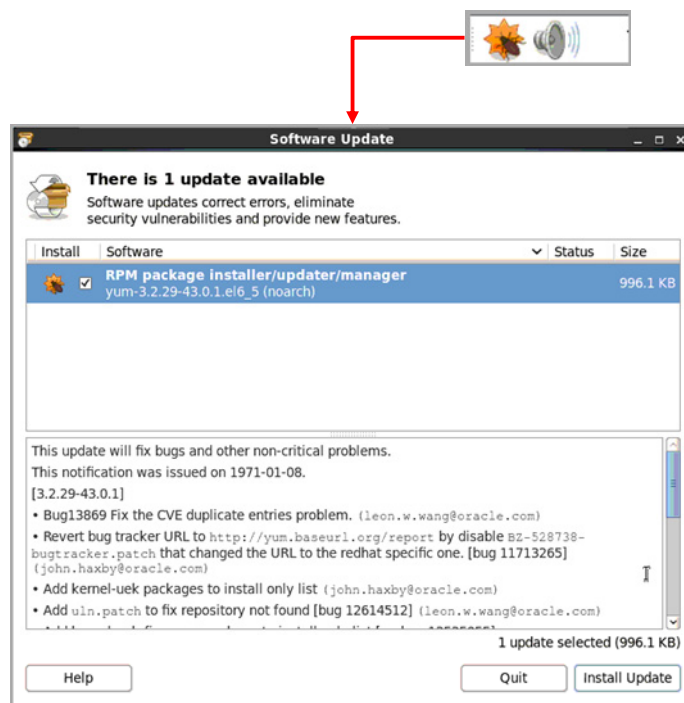 Software Update
There is 1 update available
Software updates correct errors, eliminate
security vulnerabilities and provide new features.
Install Software Status Size
RPM package installer/updater/manager
yum-3.2.29-43.0.1.el6_5 (noarch)
996.1 KB
This update will fix bugs and other non-critical problems.
This notification was issued on 1971-01-08.
[3.2.29-43.0.1]
• Bug13869 Fix the CVE duplicate entries problem. (leon.w.wang@oracle.com)
• Revert bug tracker URL to http://yum.baseurl.org/report by disable BZ-528738-
bugtracker.patch that changed the URL to the redhat specific one. [bug 11713265]
(john.haxby@oracle.com)
• Add kernel-uek packages to install only list (john.haxby@oracle.com)
• Add uln.patch to fix repository not found [bug 12614512] (leon.w.wang@oracle.com)
1 update selected (996.1 KB)
Help Quit Install Update